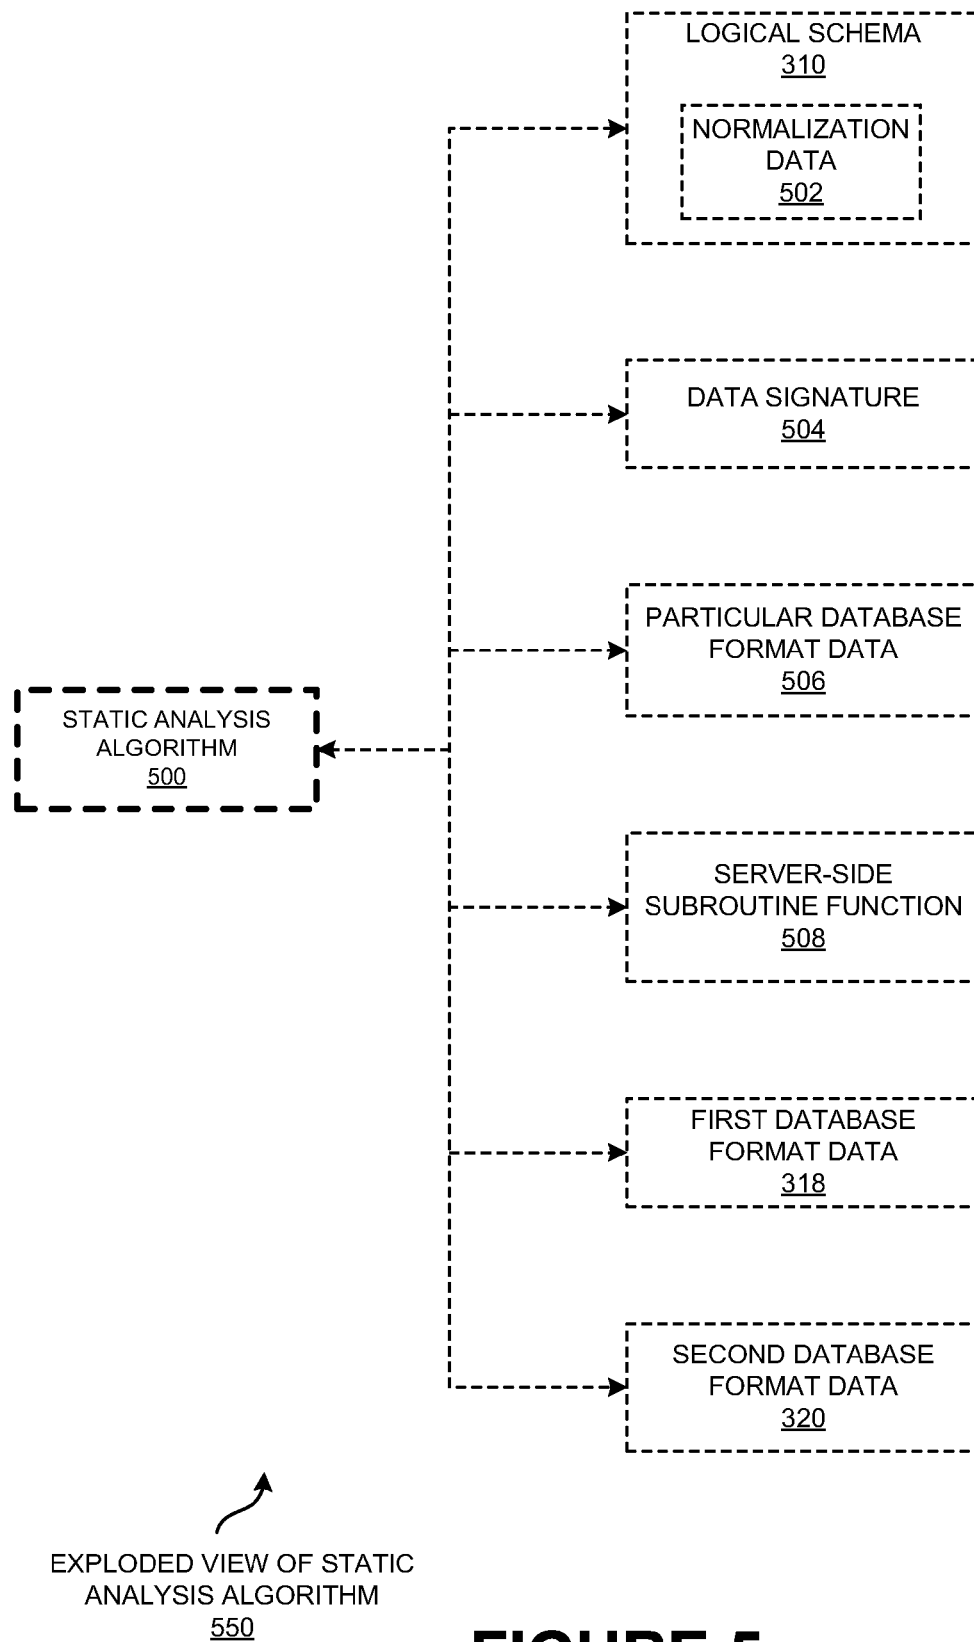 LOGICAL SCHEMA
310
NORMALIZATION
DATA
502
DATA SIGNATURE
504
PARTICULAR DATABASE
FORMAT DATA
506
STATIC ANALYSIS
ALGORITHM
500
SERVER-SIDE
SUBROUTINE FUNCTION
508
FIRST DATABASE
FORMAT DATA
318
SECOND DATABASE
FORMAT DATA
320
EXPLODED VIEW OF STATIC
ANALYSIS ALGORITHM
550
FIGURE 5